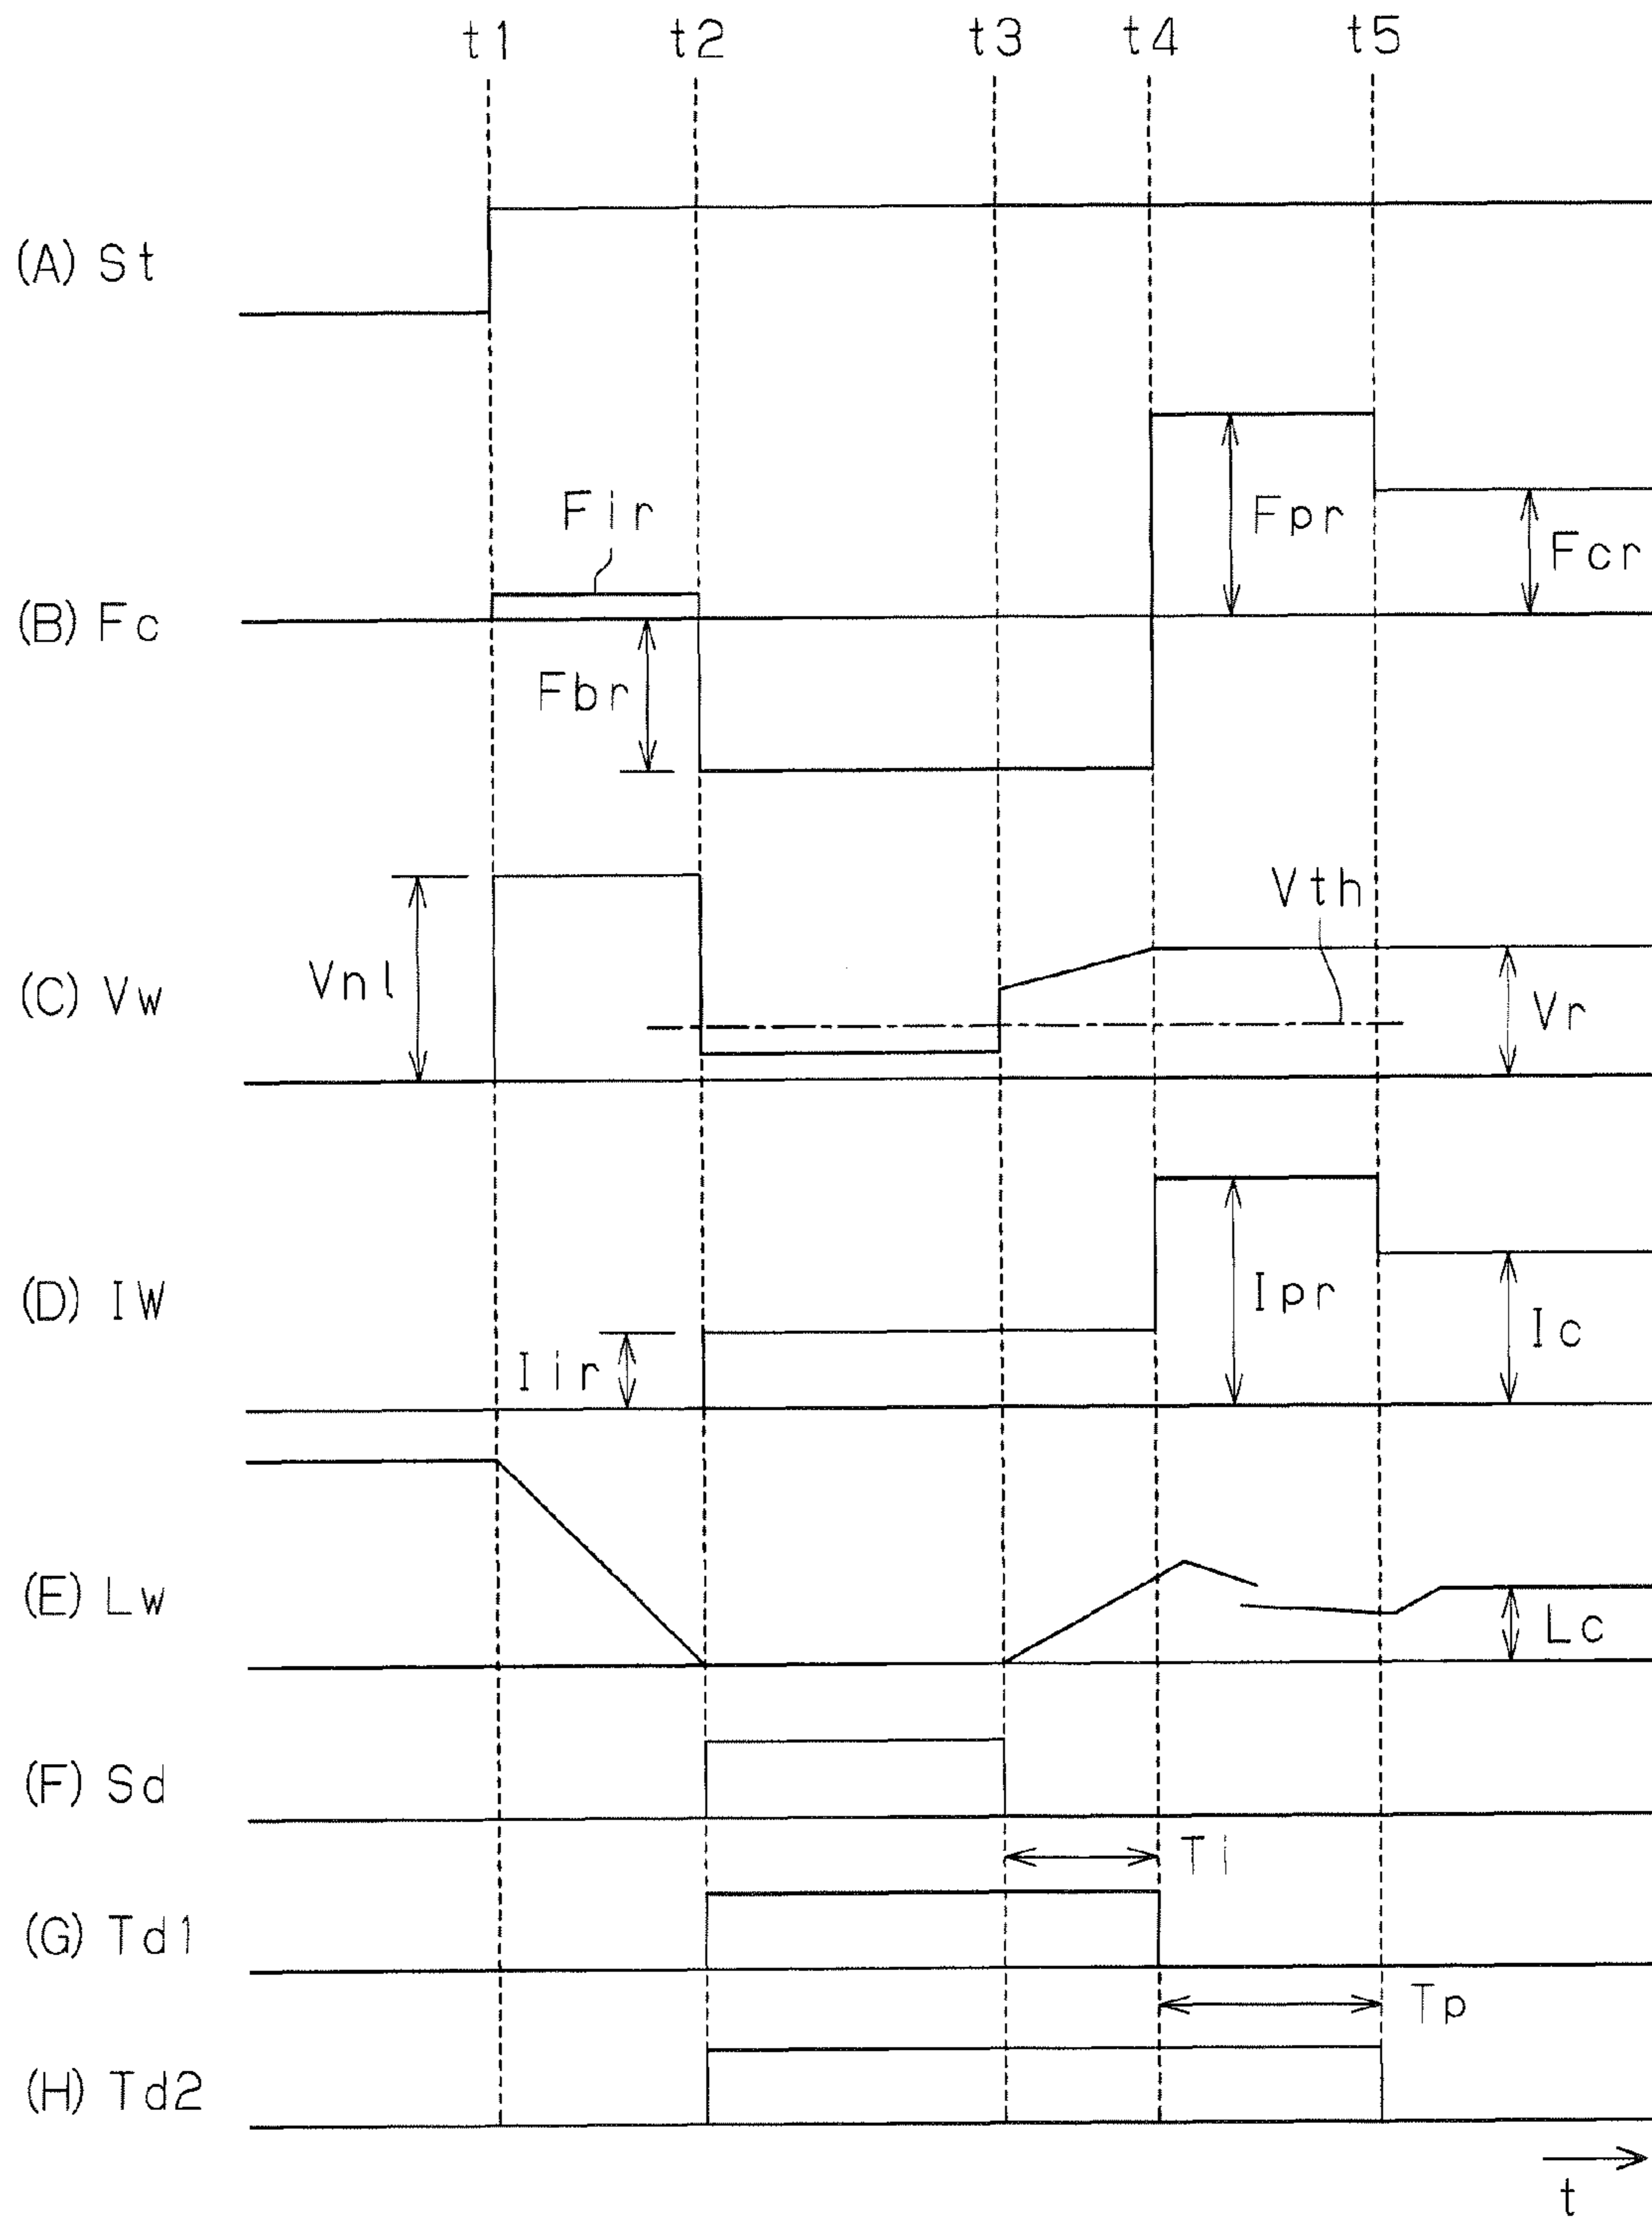 t1 t2 t3 t4 t5
(A) St
Fir
Fpr
Fcr
(B) Fc
Fbr
Vth
Vnl
(C) Vw
Vr
Ipr
(D) IW
Ic
Iir
(E) Lw
Lc
(F) Sd
Ti
(G) Td1
Tp
(H) Td2
t